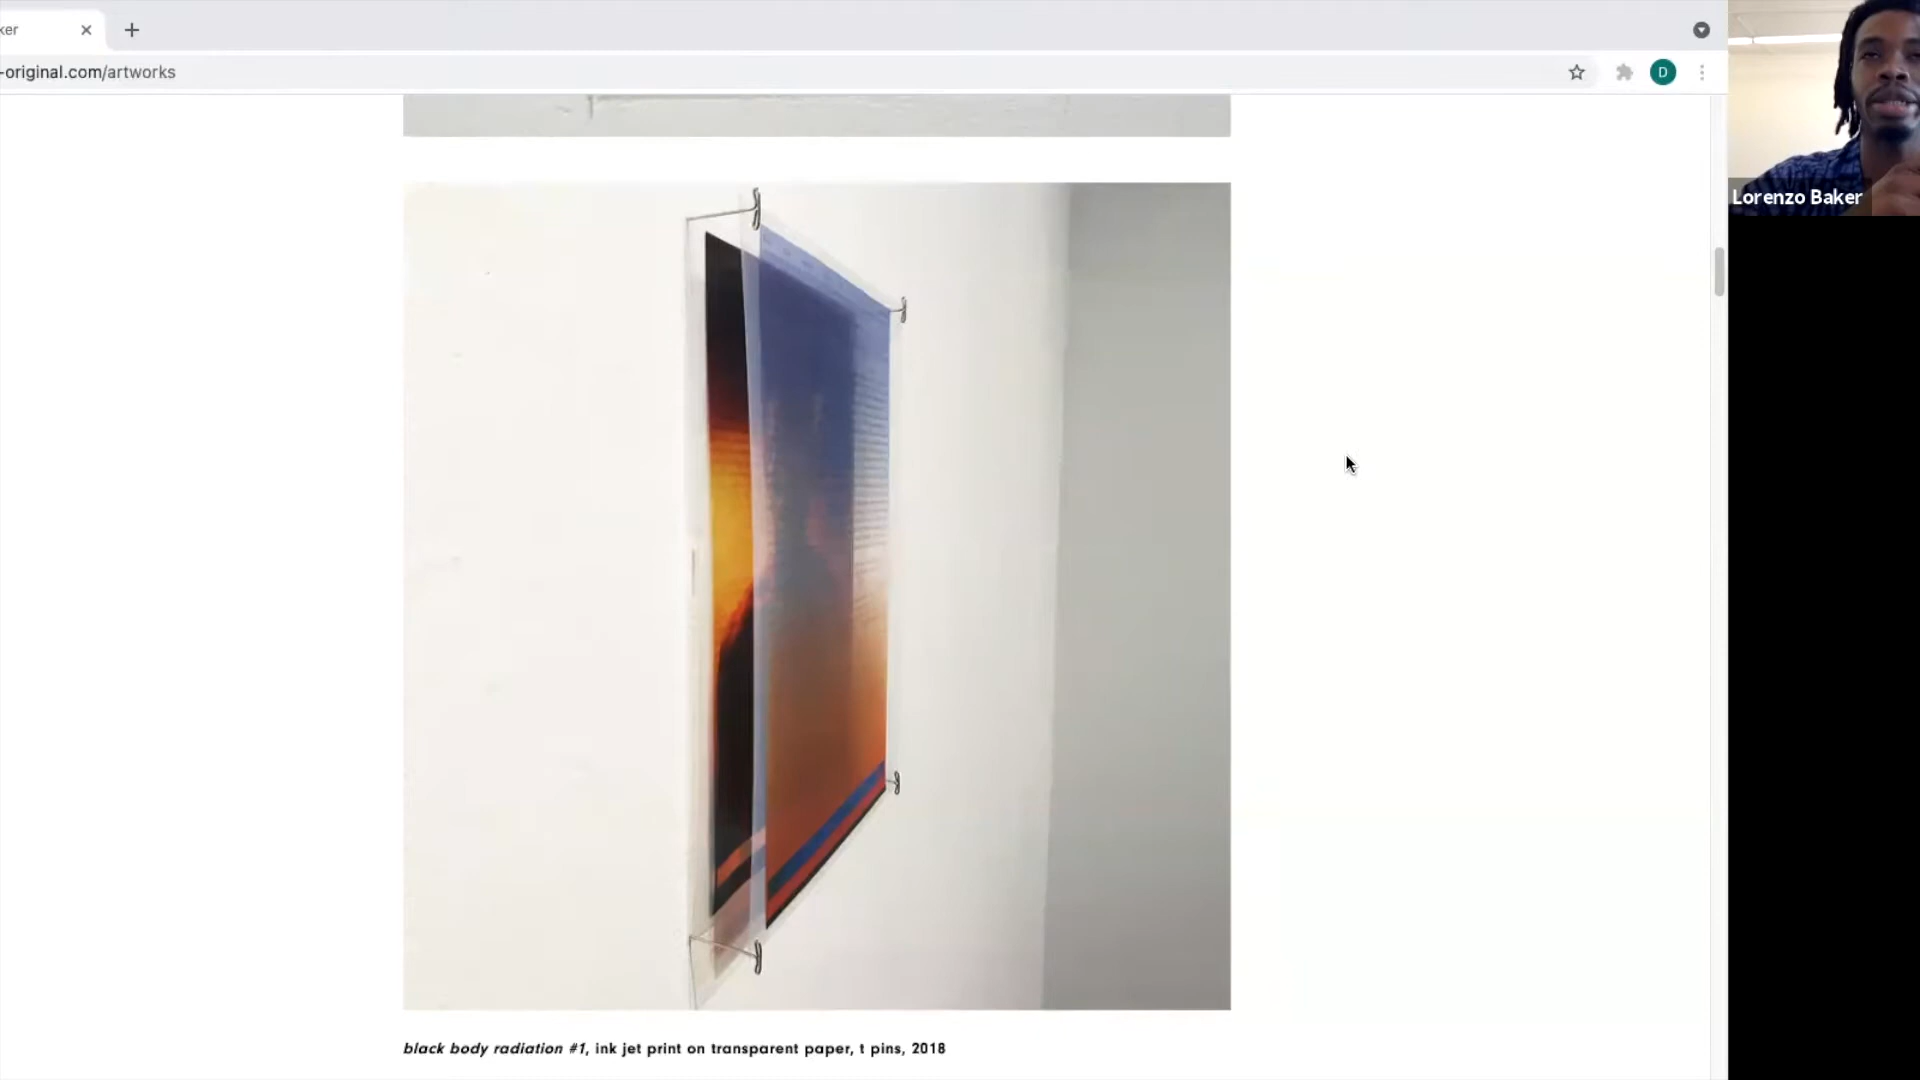 ker
-original.com/artworks
D
Lorenzo Baker
black body radiation #1, ink jet print on transparent paper, t pins, 2018